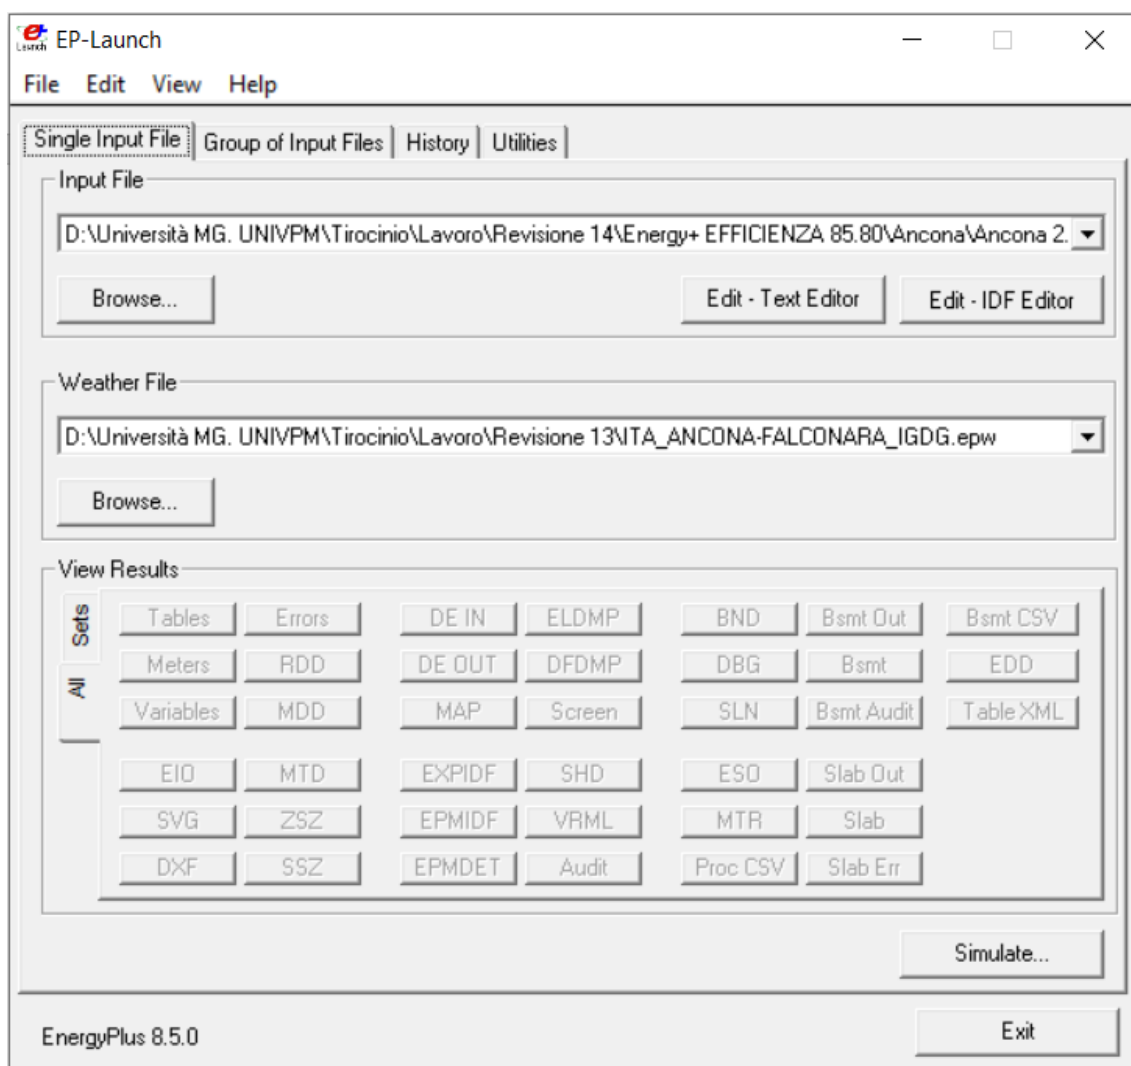 EP-Launch
File Edit View Help
Single Input File Group of Input Files History Utilities
Input File
D:\Università MG. UNIVPM\Tirocinio\Lavoro\Revisione 14\Energy+ EFFICIENZA 85.80\Ancona\Ancona 2.
Browse... Edit - Text Editor Edit - IDF Editor
Weather File
D:\Università MG. UNIVPM\Tirocinio\Lavoro\Revisione 13\ITA_ANCONA-FALCONARA_IGDG.epw
Browse...
View Results
Sets
All
Tables Errors DE IN ELDMP BND Bsmt Out Bsmt CSV
Meters RDD DE OUT DFDMP DBG Bsmt EDD
Variables MDD MAP Screen SLN Bsmt Audit Table XML
EIO MTD EXPIDF SHD ESO Slab Out
SVG ZSZ EPMIDF VRML MTR Slab
DXF SSZ EPMDET Audit Proc CSV Slab Err
Simulate...
EnergyPlus 8.5.0 Exit